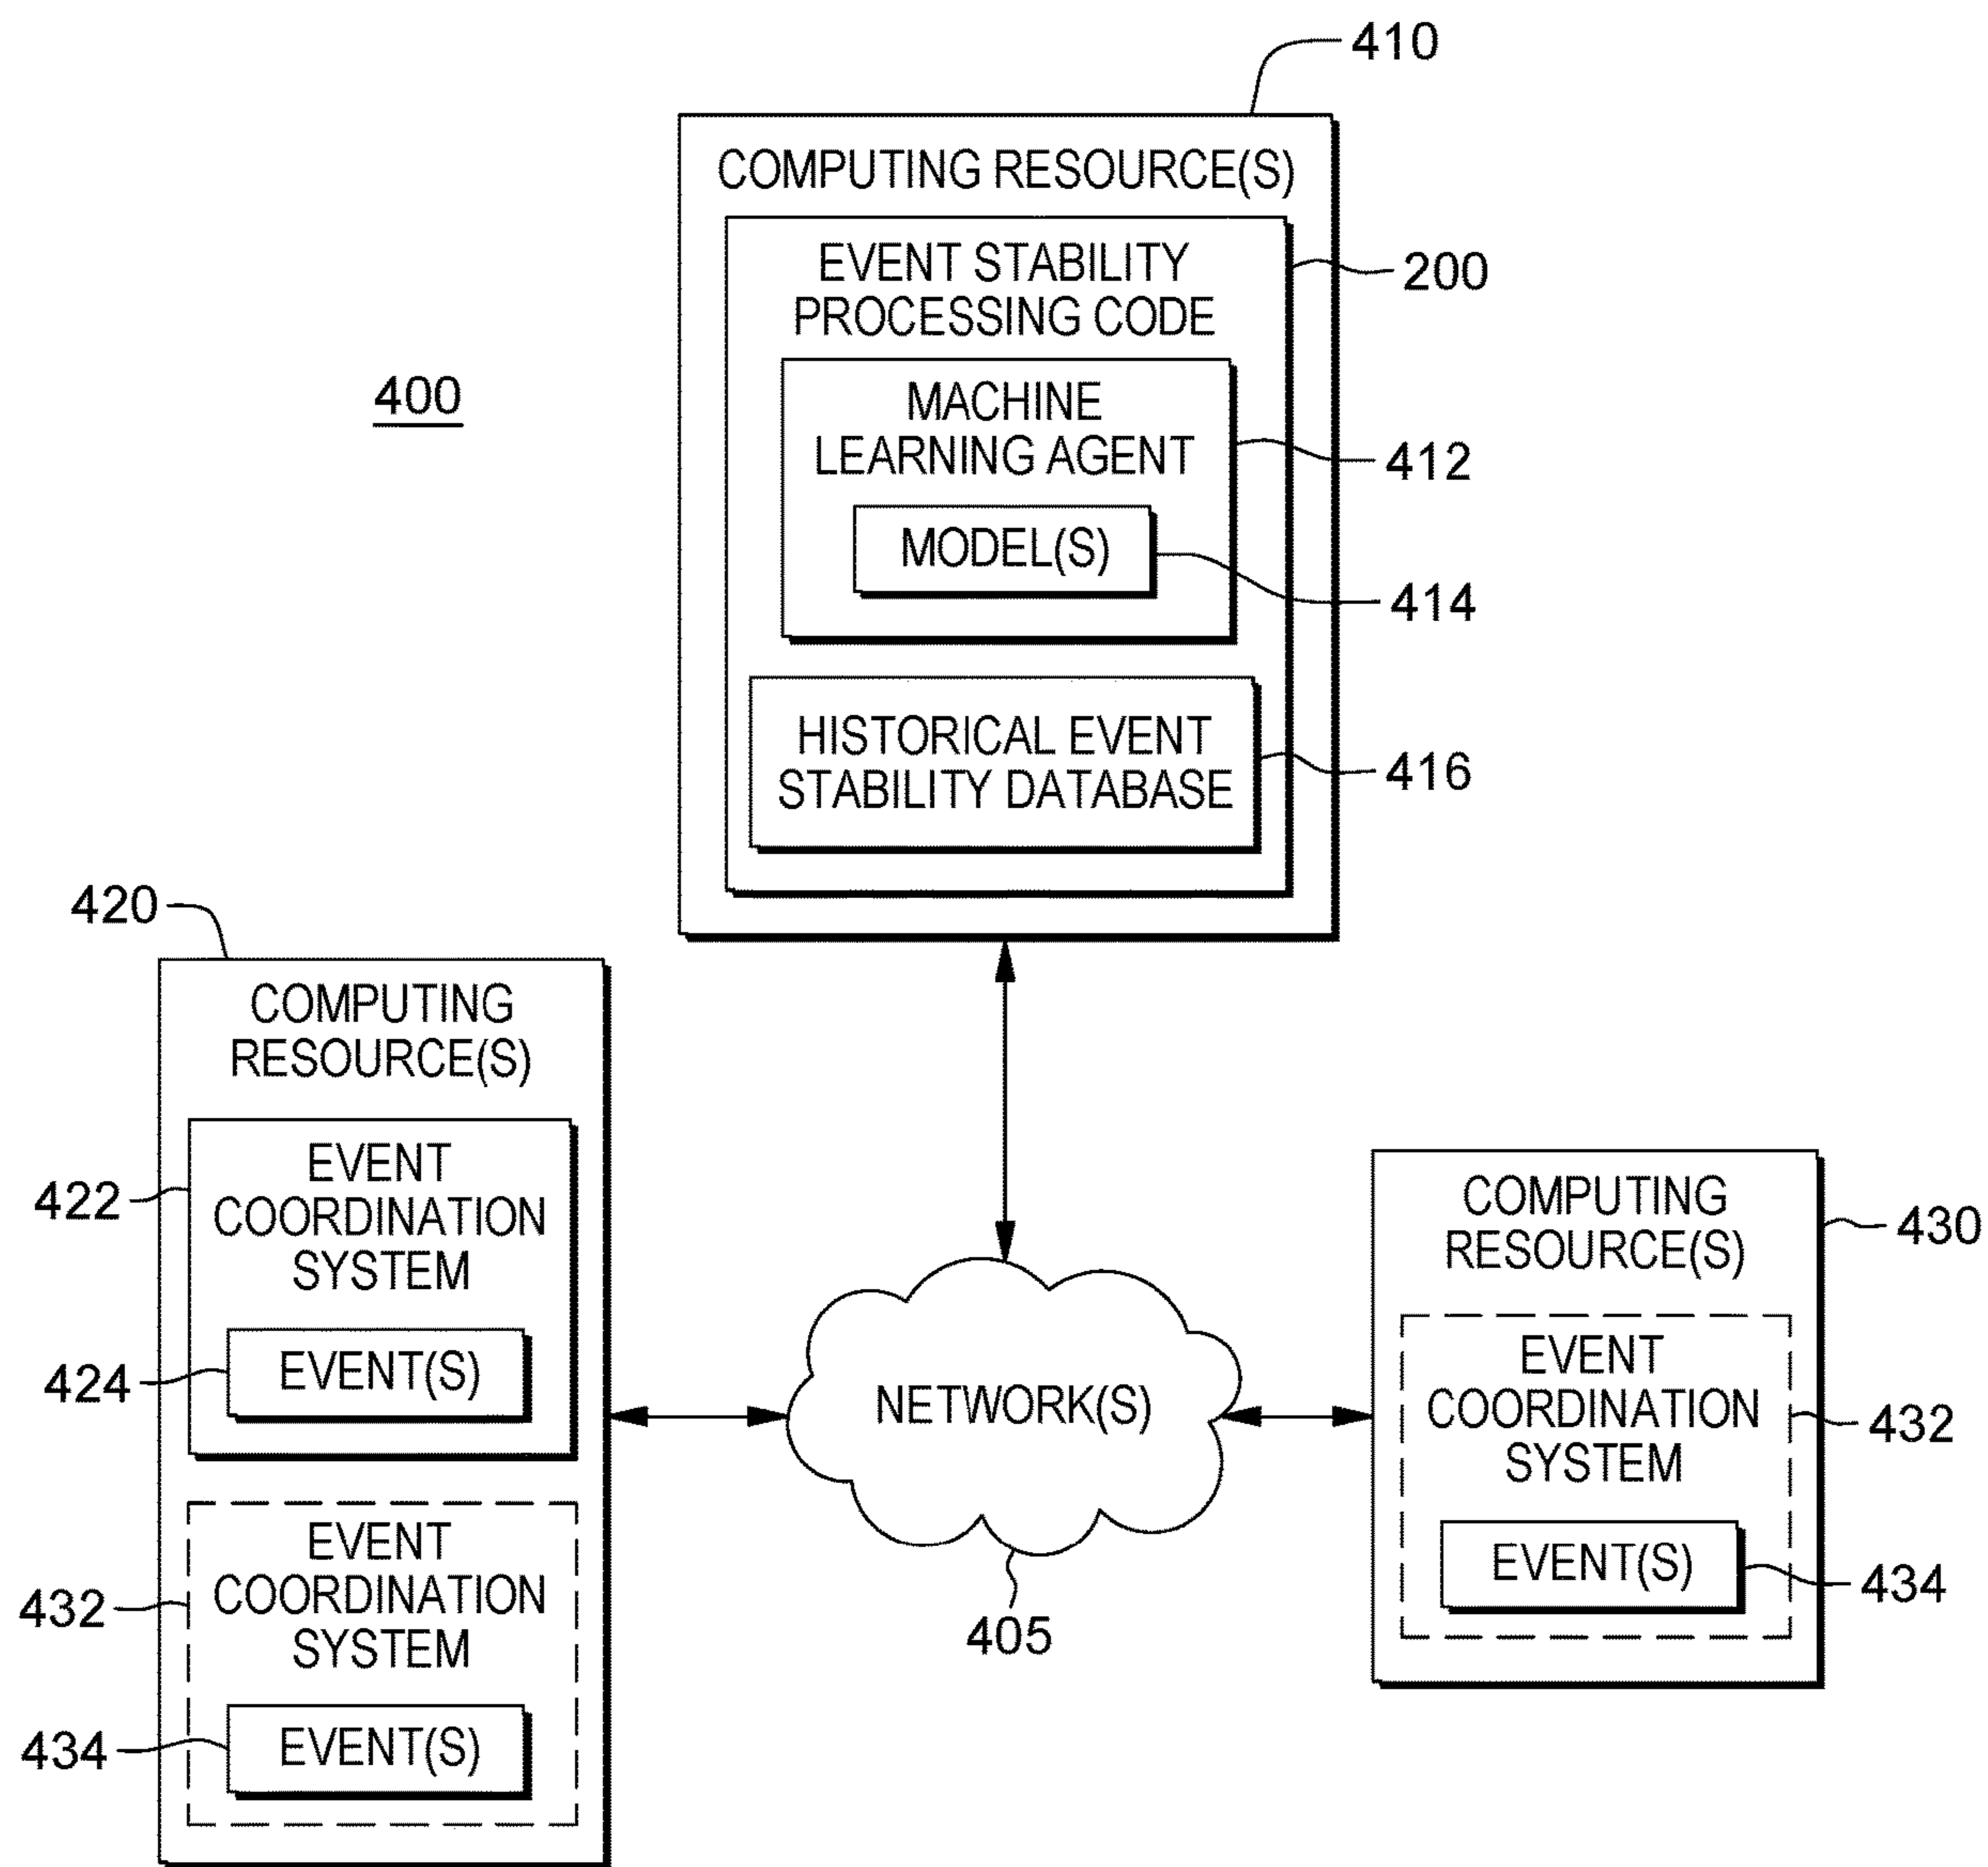 410
COMPUTING RESOURCE(S)
EVENT STABILITY
PROCESSING CODE
200
400
MACHINE
LEARNING AGENT
412
MODEL(S)
414
HISTORICAL EVENT
STABILITY DATABASE
416
420
COMPUTING
RESOURCE(S)
EVENT
COORDINATION
SYSTEM
422
EVENT(S)
424
EVENT
COORDINATION
SYSTEM
432
EVENT(S)
434
NETWORK(S)
405
COMPUTING
RESOURCE(S)
430
EVENT
COORDINATION
SYSTEM
432
EVENT(S)
434